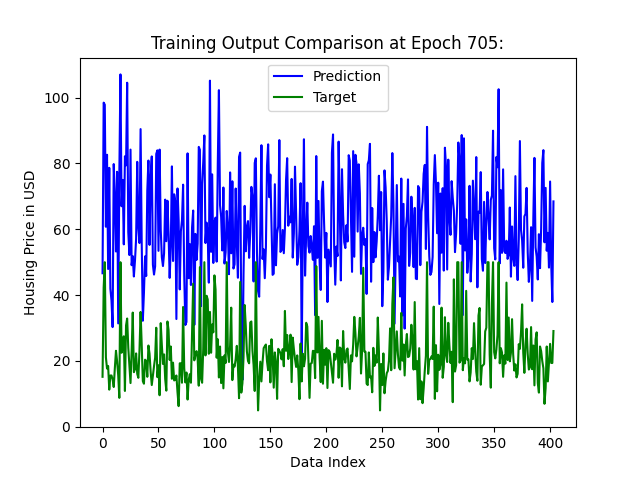 Training Output Comparison at Epoch 705:
Prediction
Target
Housing Price in USD
100
80
60
40
20
0
0 50 100 150 200 250 300 350 400
Data Index